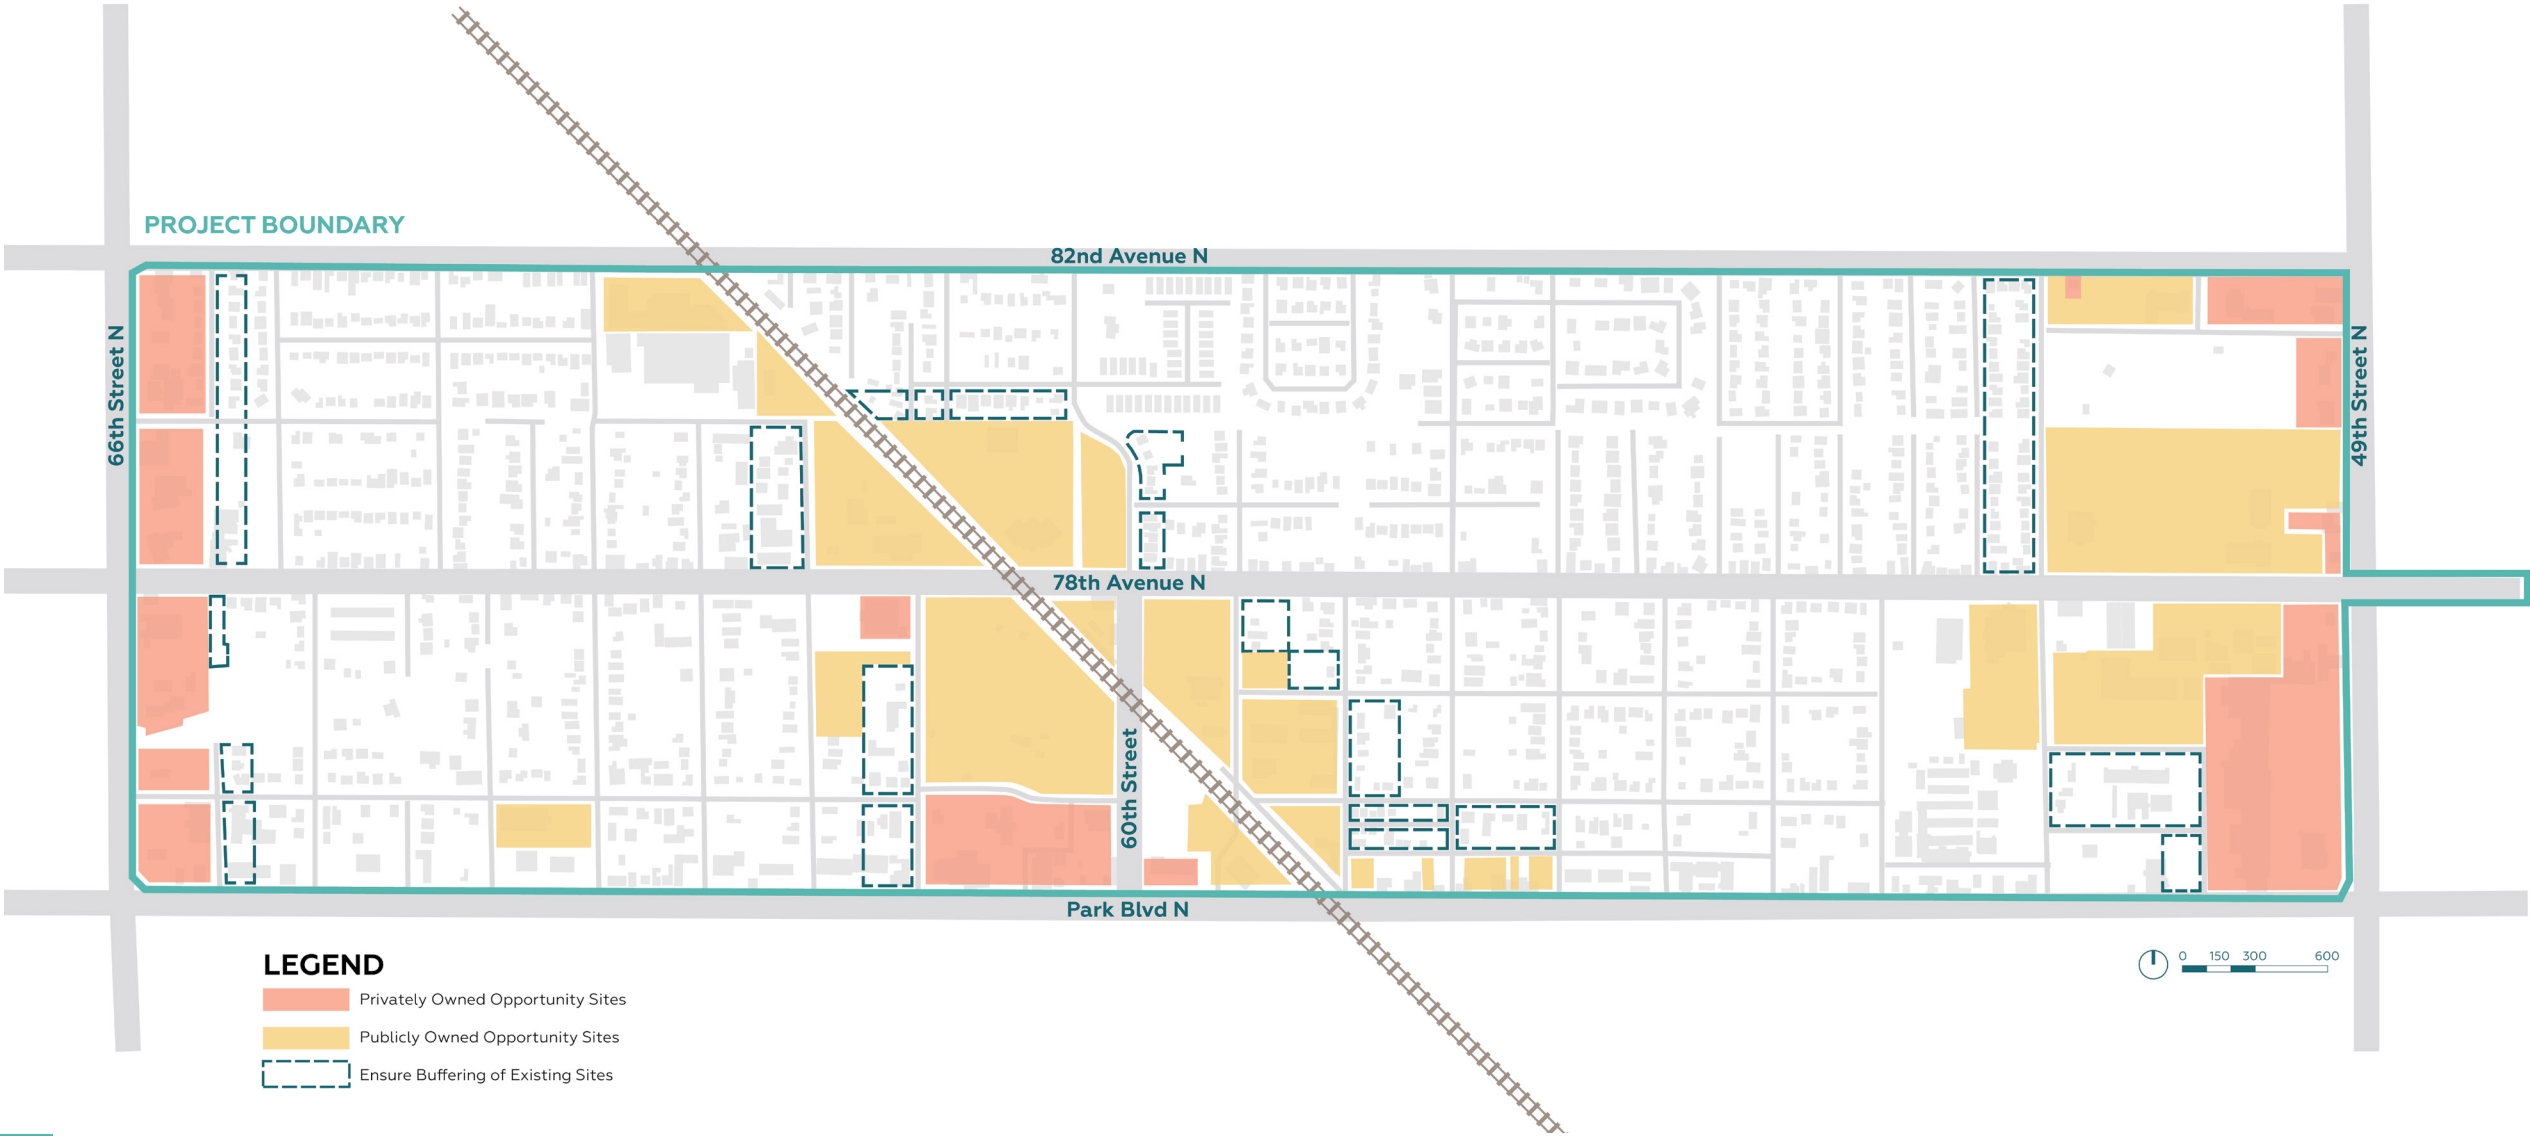 PROJECT BOUNDARY
82nd Avenue N
66th Street N
49th Street N
78th Avenue N
60th Street
Park Blvd N
LEGEND
Privately Owned Opportunity Sites
Publicly Owned Opportunity Sites
Ensure Buffering of Existing Sites
0 150 300 600